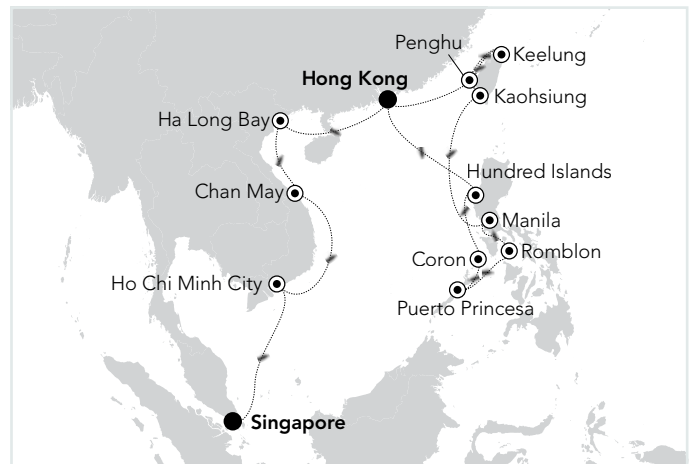 Penghu
Keelung
Hong Kong
Kaohsiung
Ha Long Bay
Hundred Islands
Chan May
Manila
Romblon
Coron
Ho Chi Minh City
Puerto Princesa
Singapore